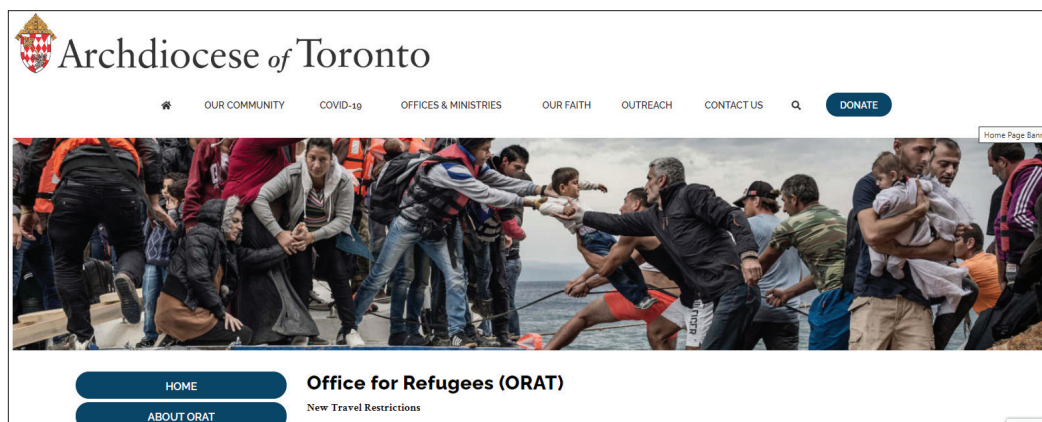 Archdiocese of Toronto
OUR COMMUNITY COVID-19 OFFICES & MINISTRIES OUR FAITH OUTREACH CONTACT US DONATE
Home Page Bann
HOME
Office for Refugees (ORAT)
New Travel Restrictions
ABOUT ORAT